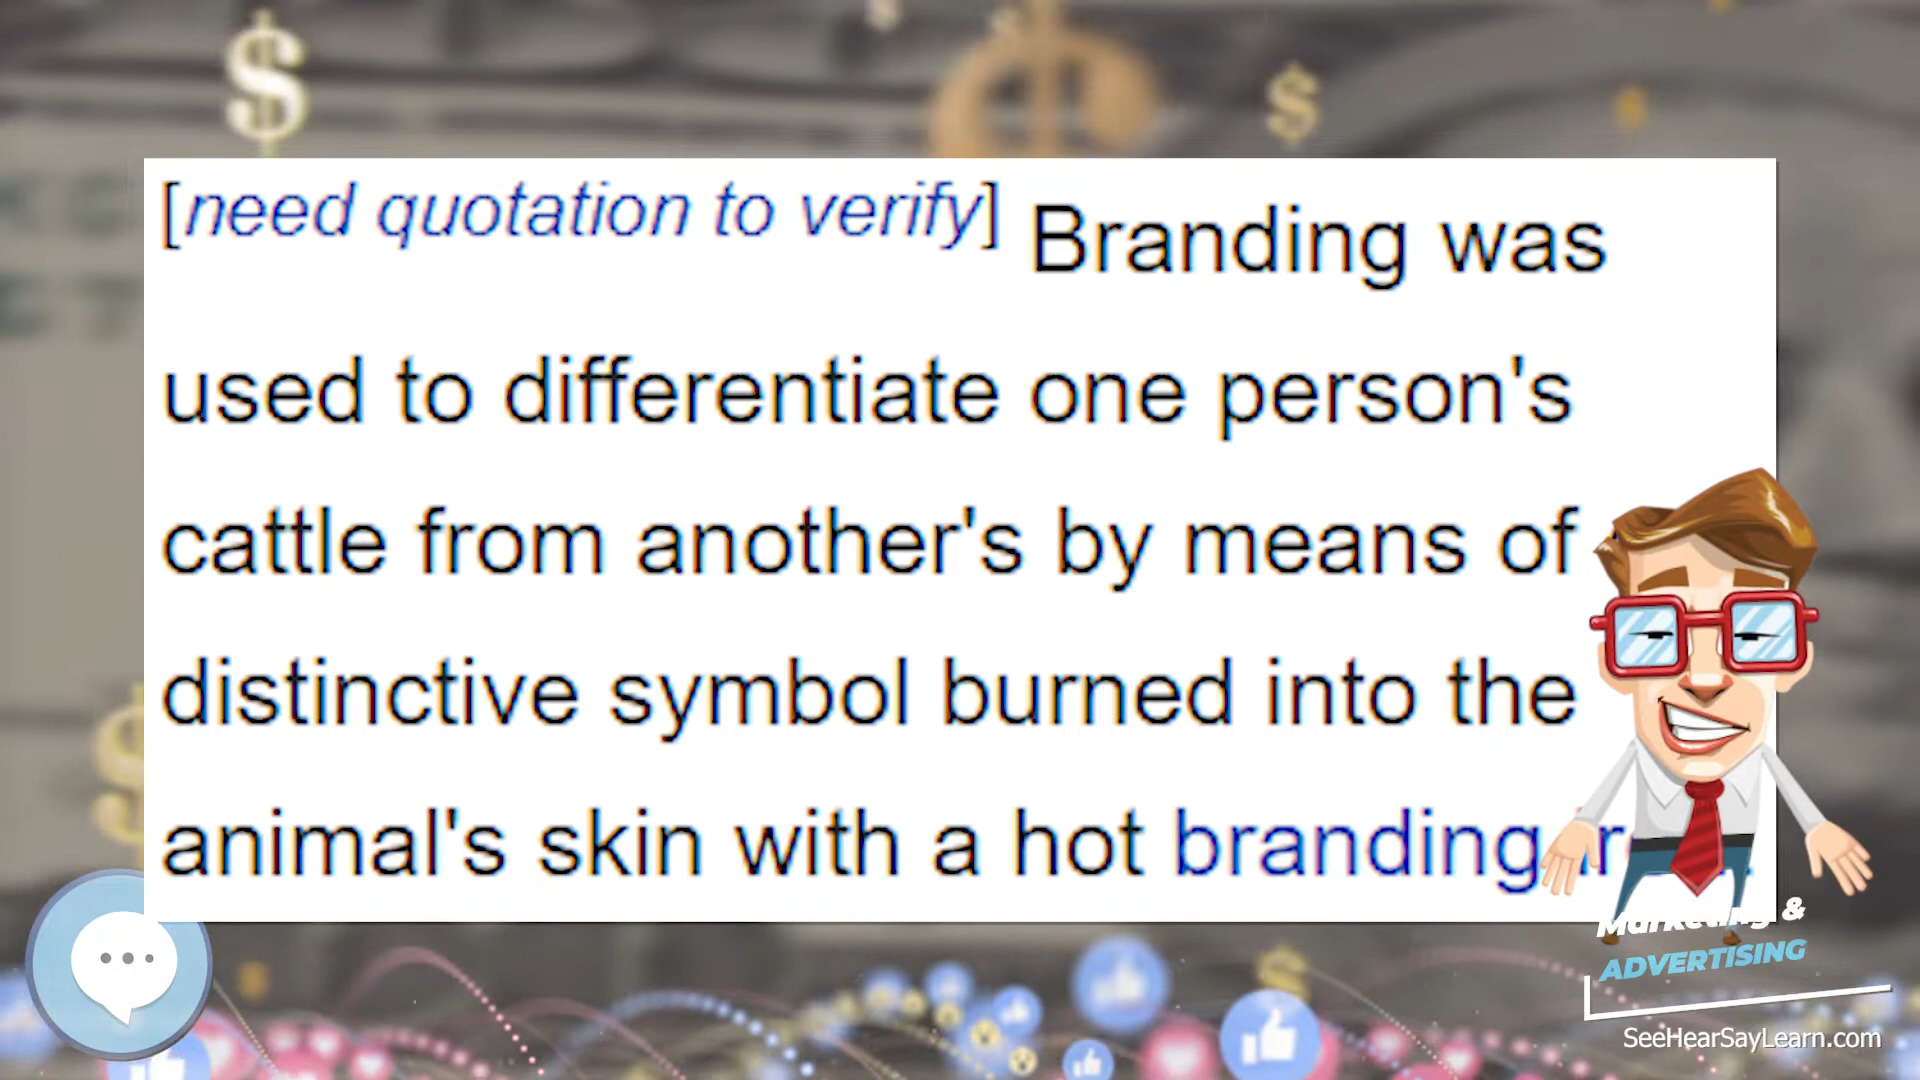 [need quotation to verify] Branding was
used to differentiate one person's
cattle from another's by means of
distinctive symbol burned into the
animal's skin with a hot branding
Marketing &
ADVERTISING
SeeHearSayLearn.com